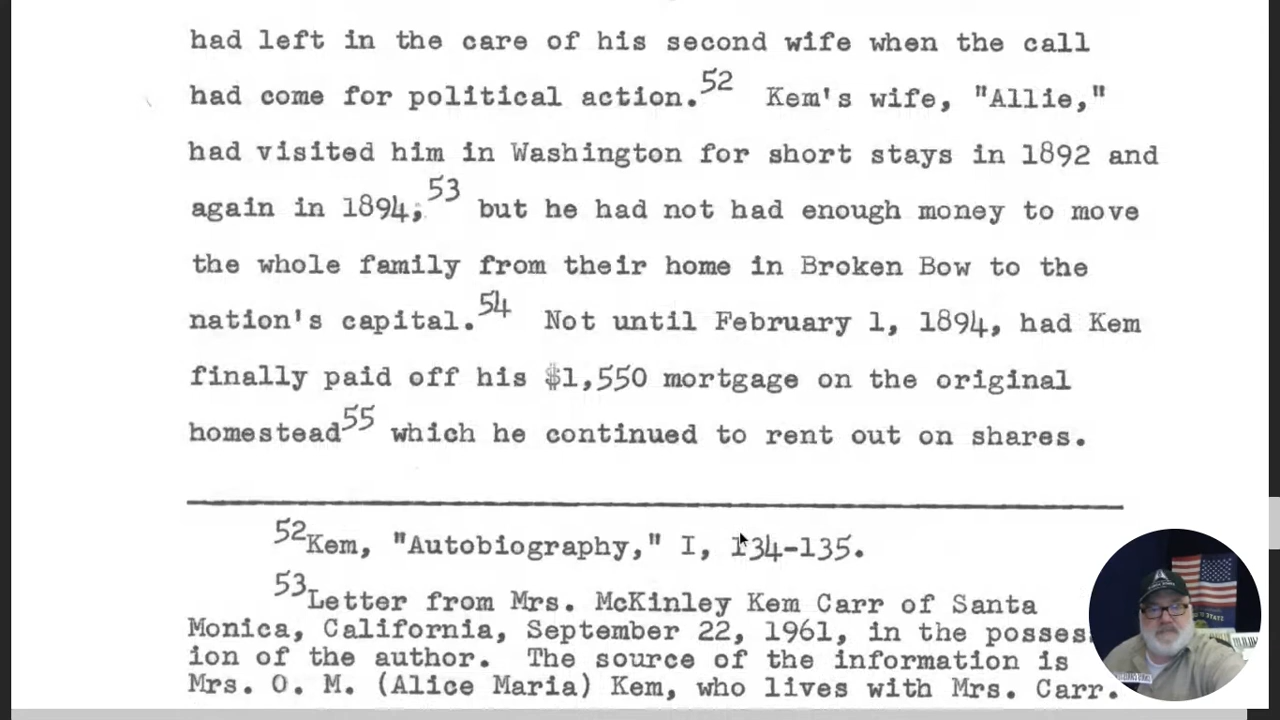 had left in the care of his second wife when the call
had come for political action.52 Kem's wife, "Allie,"
had visited him in Washington for short stays in 1892 and
again in 1894,53 but he had not had enough money to move
the whole family from their home in Broken Bow to the
nation's capital.54 Not until February 1, 1894, had Kem
finally paid off his $1,550 mortgage on the original
homestead55 which he continued to rent out on shares.
52Kem, "Autobiography," I, 134-135.
53Letter from Mrs. McKinley Kem Carr of Santa
Monica, California, September 22, 1961, in the posses
ion of the author. The source of the information is
Mrs. O. M. (Alice Maria) Kem, who lives with Mrs. Carr.